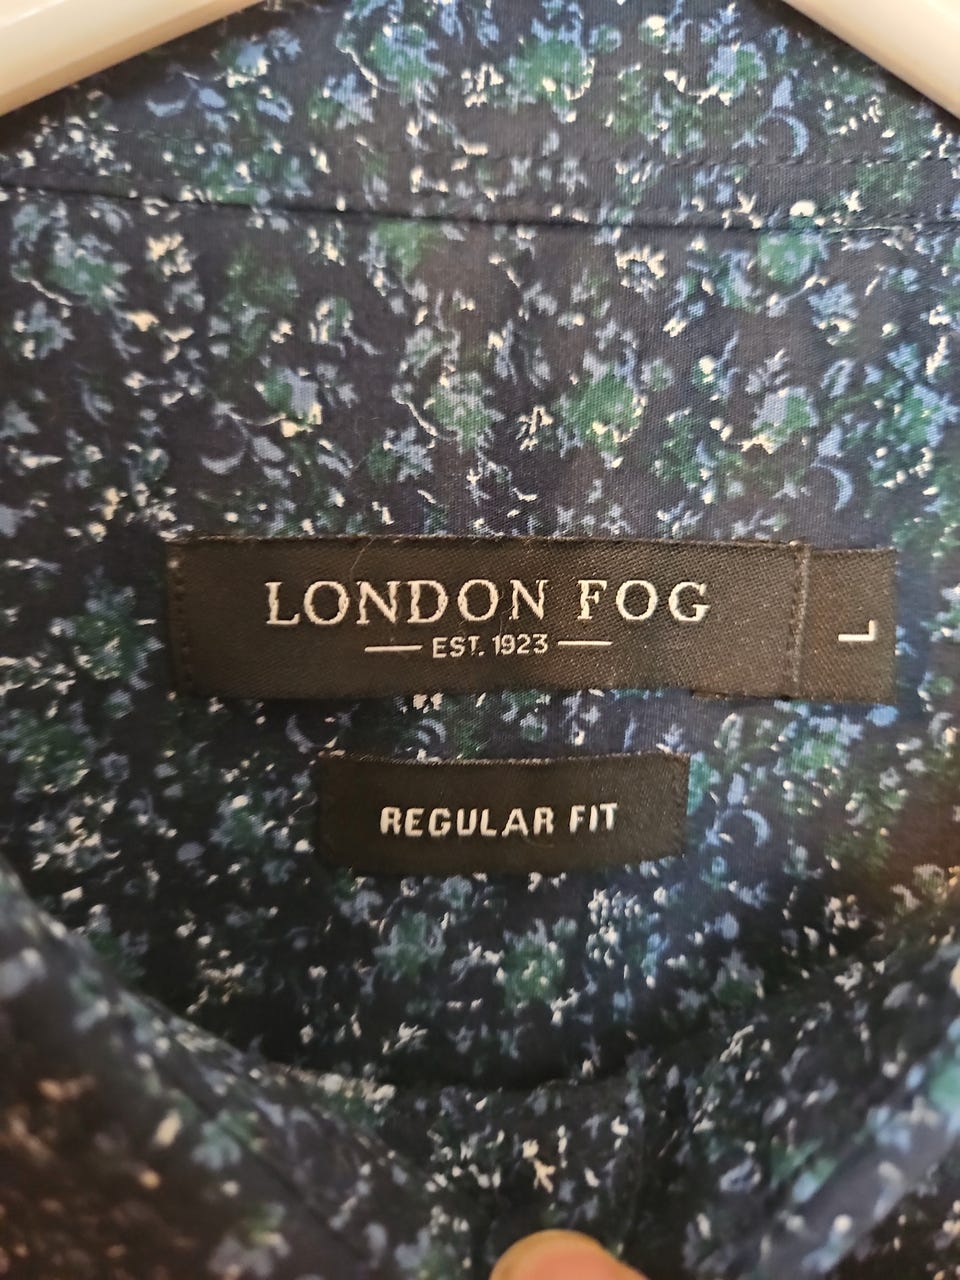 LONDON FOG
EST. 1923
L
REGULAR FIT